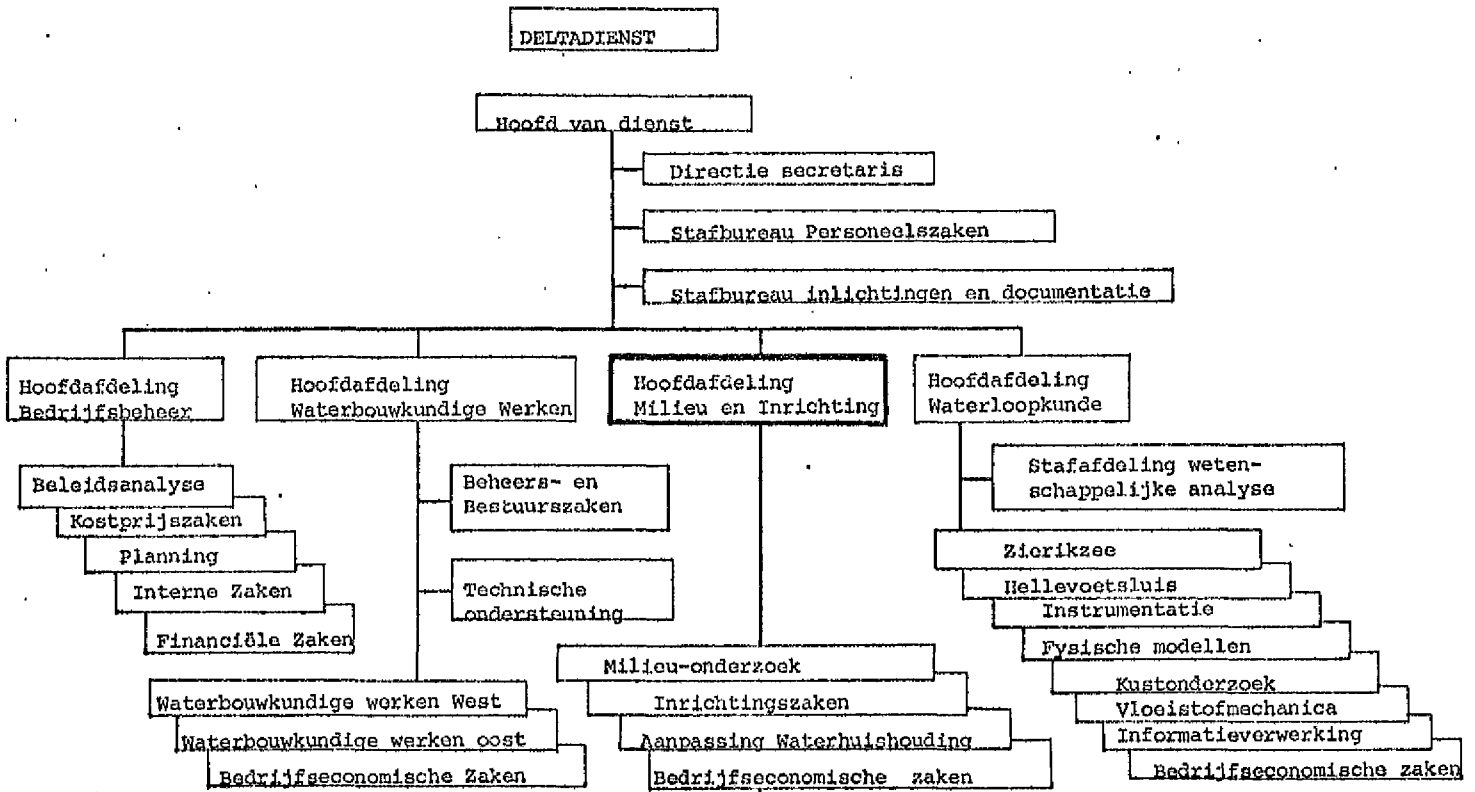 DELTADIENST
Hoofd van dienst
Directie secretaris
Stafbureau Personeelszaken
Stafbureau inlichtingen en documentatie
Hoofdafdeling
Bedrijfsbeheer
Hoofdafdeling
Waterbouwkundige Werken
Hoofdafdeling
Milieu en Inrichting
Hoofdafdeling
Waterloopkunde
Beleidsanalyse
Kostprijszaken
Planning
Interne Zaken
Financiële Zaken
Beheers- en
Bestuurszaken
Technische
ondersteuning
Waterbouwkundige werken West
Waterbouwkundige werken oost
Bedrijfseconomische Zaken
Milieu-onderzoek
Inrichtingszaken
Aanpassing Waterhuishouding
Bedrijfseconomische zaken
Stafafdeling weten-
schappelijke analyse
Zierikzee
Hellevoetsluis
Instrumentatie
Fysische modellen
Kustonderzoek
Vloeistofmechanica
Informatieverwerking
Bedrijfseconomische zaken